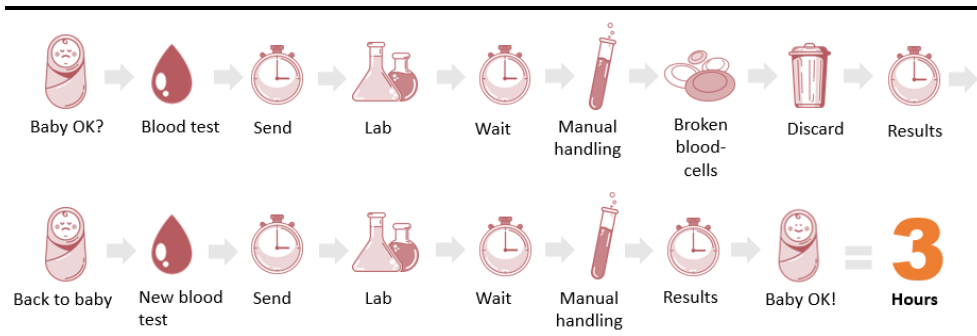 Baby OK?
Blood test
Send
Lab
Wait
Manual
handling
Broken
blood-
cells
Discard
Results
Back to baby
New blood
test
Send
Lab
Wait
Manual
handling
Results
Baby OK!
3
Hours